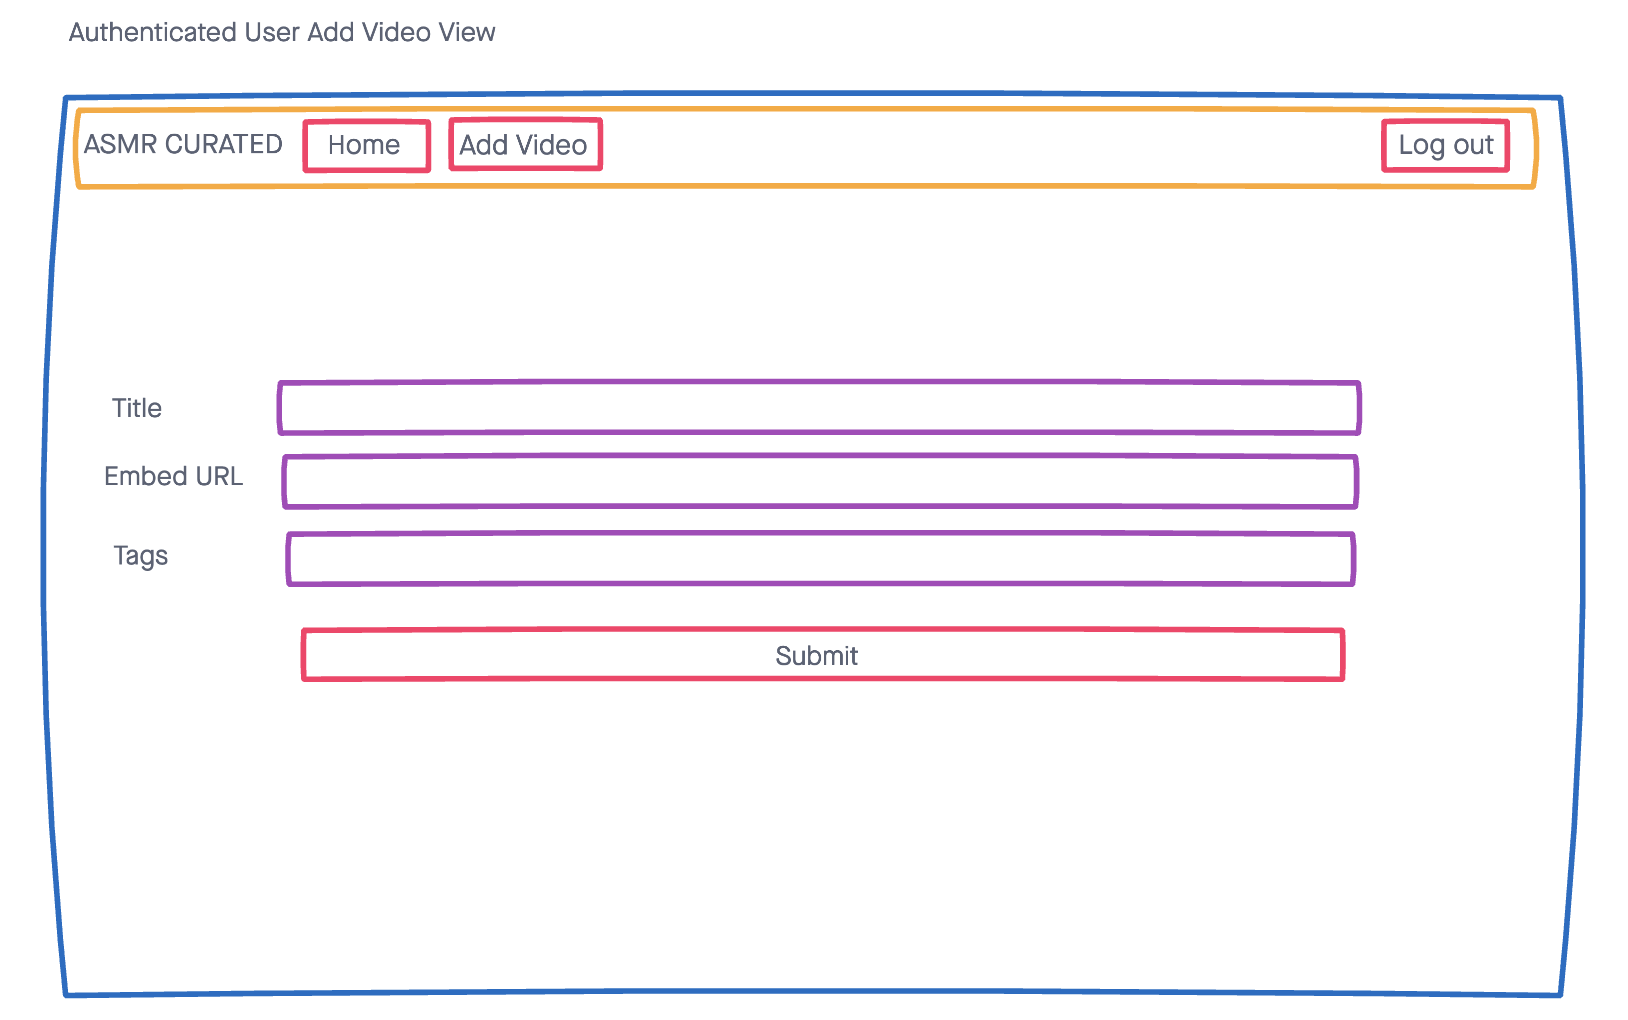 Authenticated User Add Video View
ASMR CURATED Home Add Video Log out
Title
Embed URL
Tags
Submit